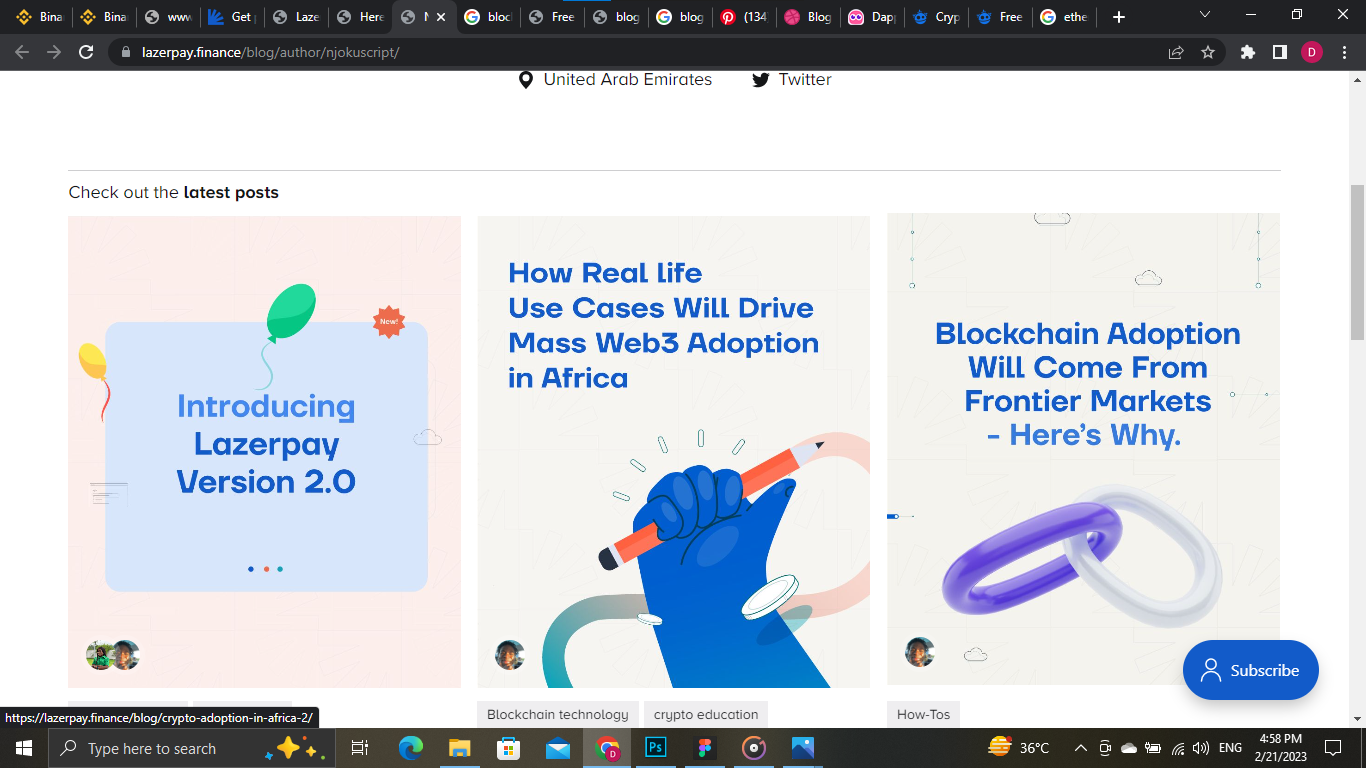 Bina
Bina
www
Get
Laze
Here
N
bloc
Free
blog
blog
(134
Blog
Dap
Cryp
Free
ethe
lazerpay.finance/blog/author/njokuscript/
D
United Arab Emirates
Twitter
Check out the latest posts
New!
Introducing
Lazerpay
Version 2.0
How Real life
Use Cases Will Drive
Mass Web3 Adoption
in Africa
Blockchain Adoption
Will Come From
Frontier Markets
- Here's Why.
Subscribe
Blockchain technology
crypto education
How-Tos
https://lazerpay.finance/blog/crypto-adoption-in-africa-2/
Type here to search
D
Ps
36°C
ENG
4:58 PM
2/21/2023